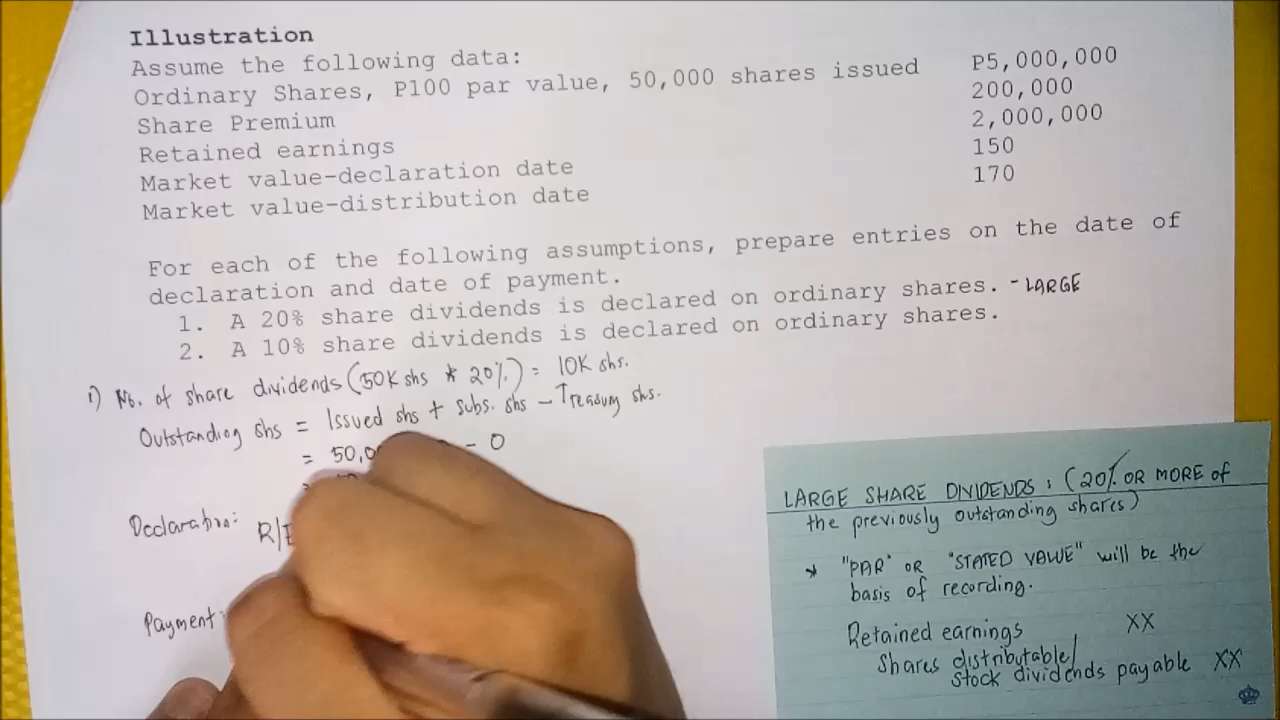 Illustration
Assume the following data:
Ordinary Shares, P100 par value, 50,000 shares issued P5,000,000
Share Premium 200,000
Retained earnings 2,000,000
Market value-declaration date 150
Market value-distribution date 170
For each of the following assumptions, prepare entries on the date of
declaration and date of payment.
1. A 20% share dividends is declared on ordinary shares. - LARGE
2. A 10% share dividends is declared on ordinary shares.
1) No. of share dividends (50K shs * 20%) = 10K shs.
Outstanding shs = Issued shs + subs. shs - Treasury shs.
= - 0
=
Declaration:
Payment:
LARGE SHARE DIVIDENDS: (20% OR MORE of
the previously outstanding shares)
* "PAR" OR "STATED VALUE" will be the
basis of recording.
Retained earnings XX
Shares distributable/
stock dividends payable XX